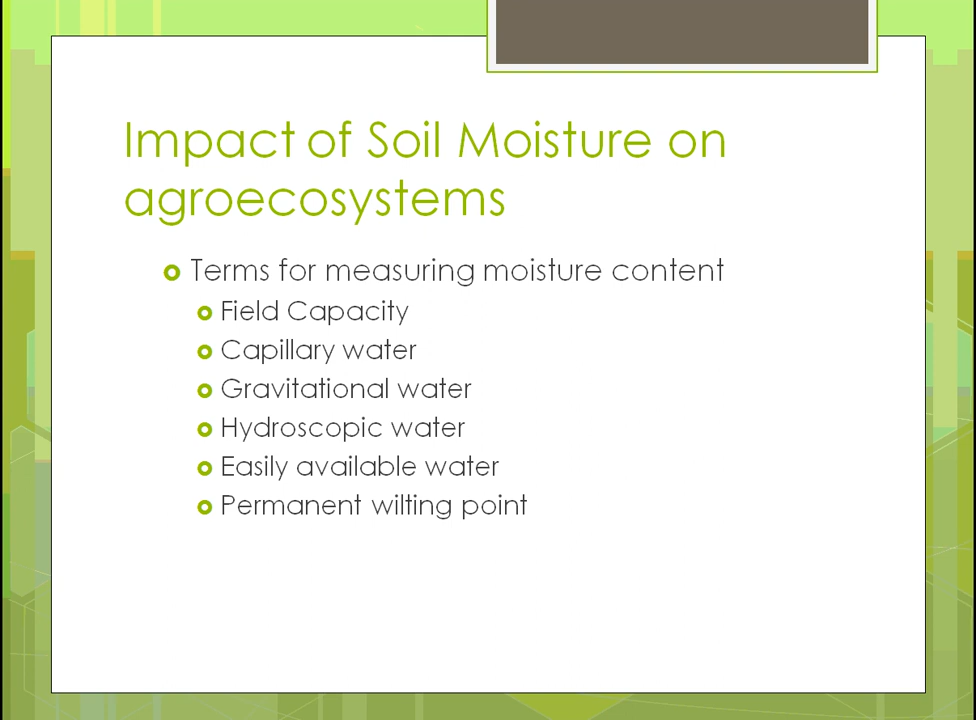 Impact of Soil Moisture on
agroecosystems
Terms for measuring moisture content
Field Capacity
Capillary water
Gravitational water
Hydroscopic water
Easily available water
Permanent wilting point